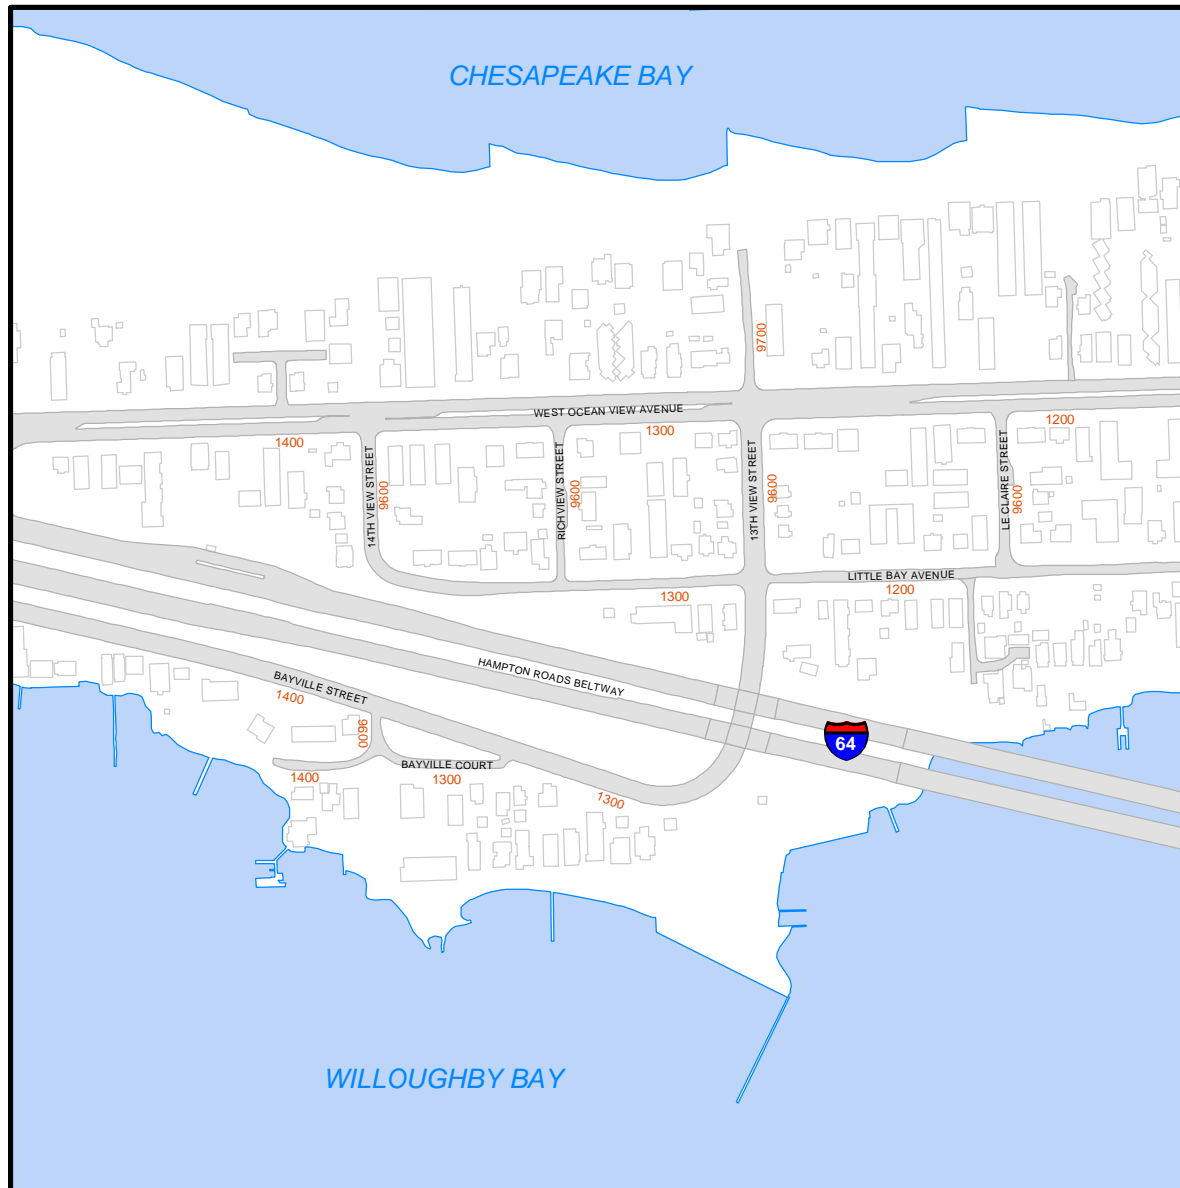 CHESAPEAKE BAY
9700
WEST OCEAN VIEW AVENUE
1400
1300
1200
14TH VIEW STREET
9600
RICH VIEW STREET
9600
13TH VIEW STREET
9600
LE CLAIRE STREET
9600
LITTLE BAY AVENUE
1300
1200
HAMPTON ROADS BELTWAY
64
BAYVILLE STREET
1400
9600
BAYVILLE COURT
1400
1300
1300
WILLOUGHBY BAY